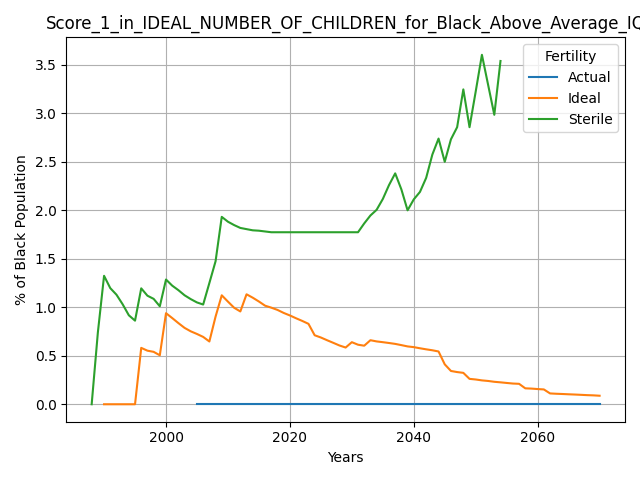 Score_1_in_IDEAL_NUMBER_OF_CHILDREN_for_Black_Above_Average_IQ
Fertility
Actual
Ideal
Sterile
% of Black Population
3.5
3.0
2.5
2.0
1.5
1.0
0.5
0.0
2000
2020
2040
2060
Years